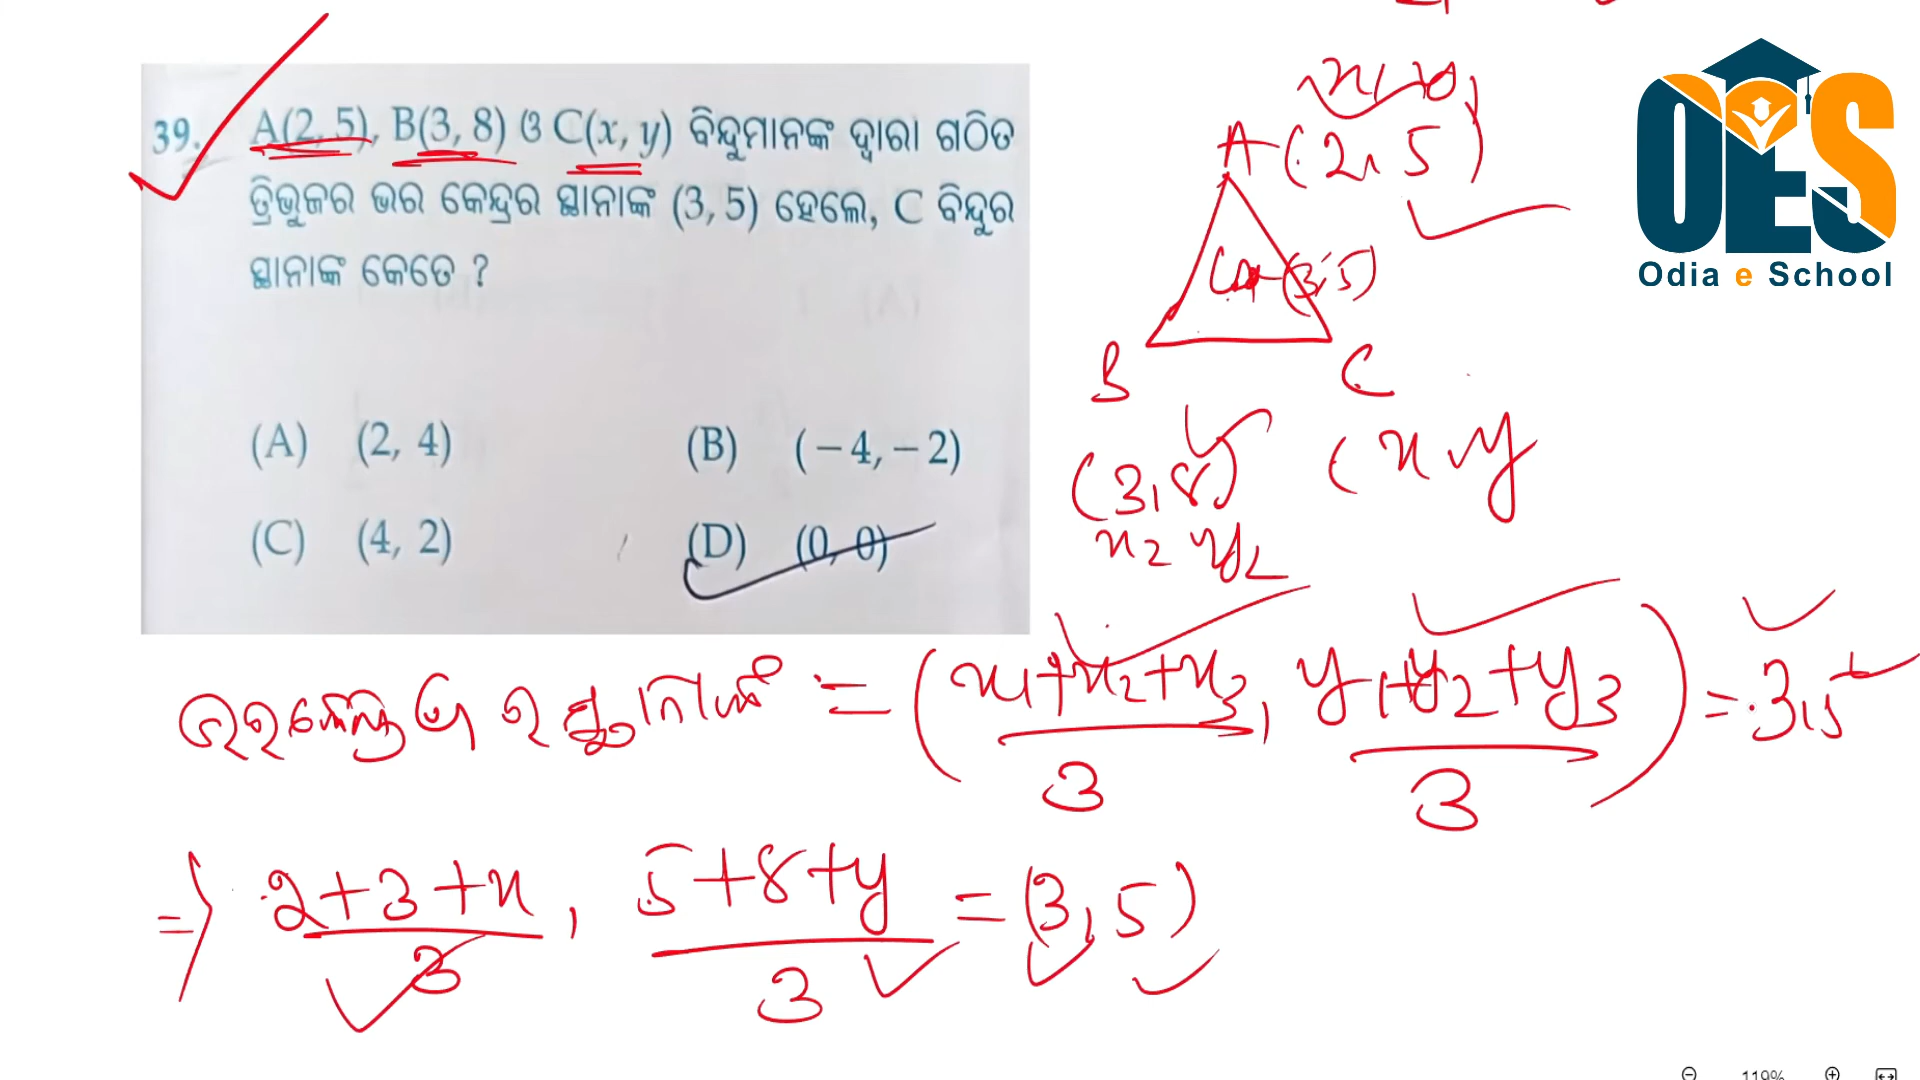 39. A(2, 5), B(3, 8) ଓ C(x, y) ବିନ୍ଦୁମାନଙ୍କ ଦ୍ୱାରା ଗଠିତ
ତ୍ରିଭୁଜର ଭର କେନ୍ଦ୍ରର ସ୍ଥାନାଙ୍କ (3, 5) ହେଲେ, C ବିନ୍ଦୁର
ସ୍ଥାନାଙ୍କ କେତେ ?
(A) (2, 4) (B) (−4, −2)
(C) (4, 2) (D) (0, 0)
A (2, 5)
(3, 5)
B C
(3, 8) (x, y
x2 y2
OES
Odia e School
= (x1+x2+x3/3, y1+y2+y3/3) = 3,5
⇒ 2+3+x/3, 5+8+y/3 = (3, 5)
119%